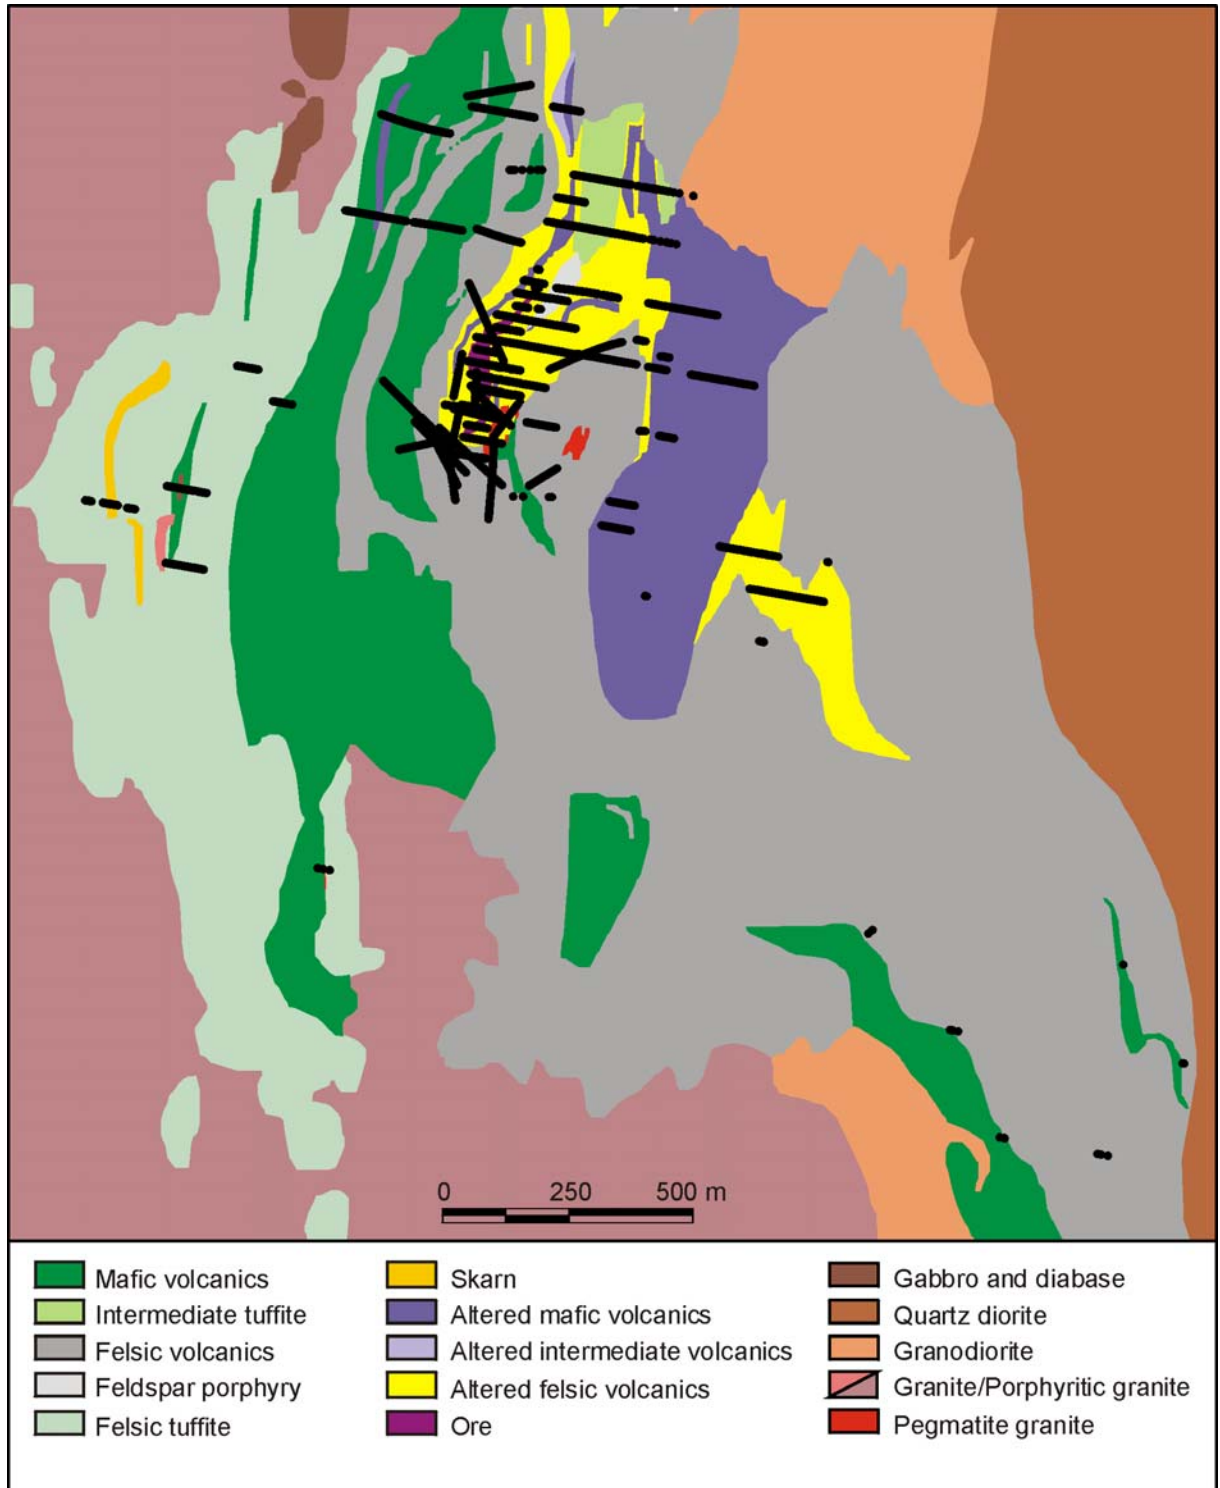 0 250 500 m
Mafic volcanics
Intermediate tuffite
Felsic volcanics
Feldspar porphyry
Felsic tuffite
Skarn
Altered mafic volcanics
Altered intermediate volcanics
Altered felsic volcanics
Ore
Gabbro and diabase
Quartz diorite
Granodiorite
Granite/Porphyritic granite
Pegmatite granite